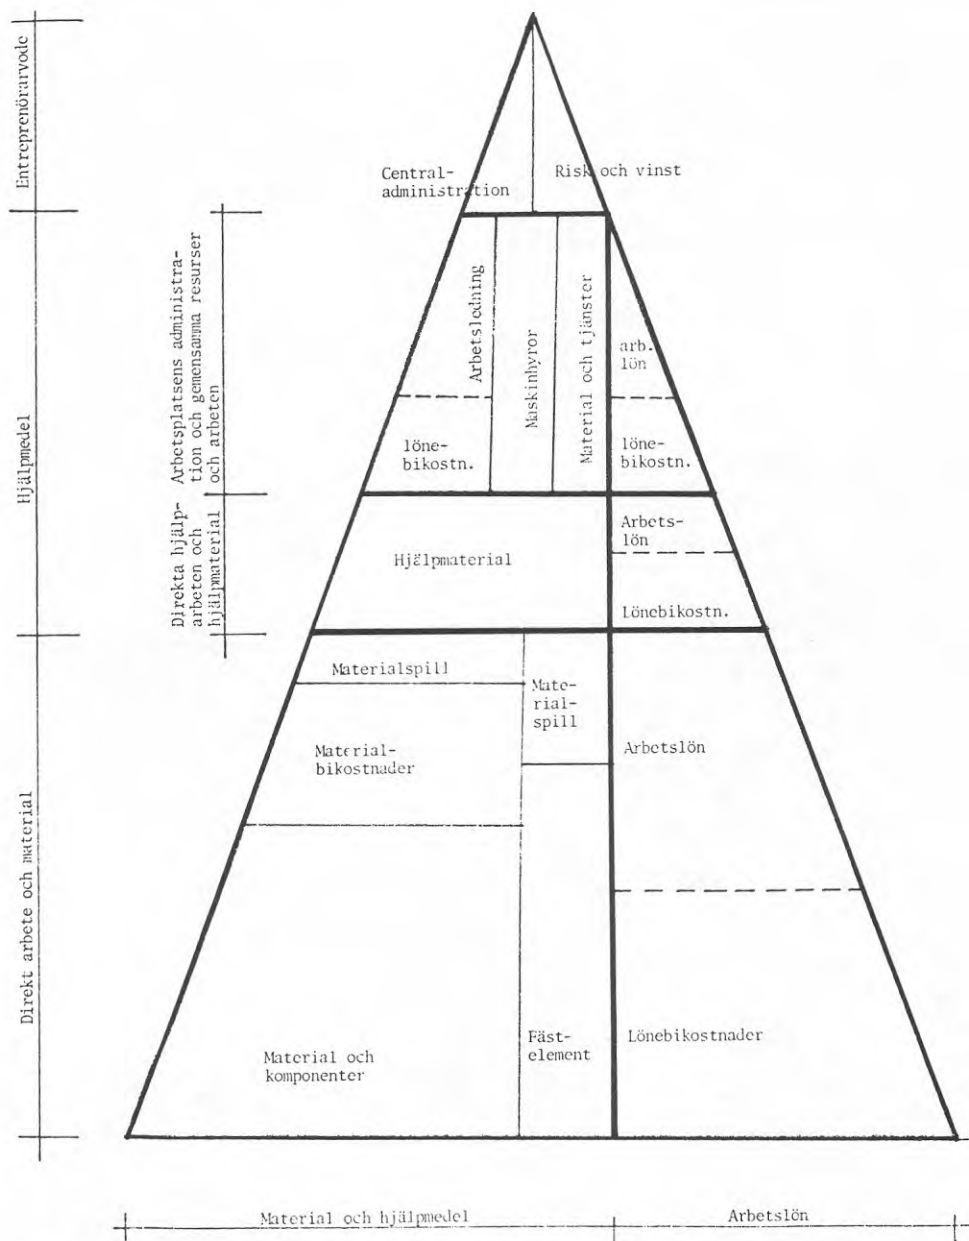 Entreprenörarvode
Central-
administration
Risk och vinst
Hjälpmedel
Arbetsplatsens administra-
tion och gemensamma resurser
och arbeten
Arbetsledning
löne-
bikostn.
Maskinhyror
Material och tjänster
arb.
lön
löne-
bikostn.
Direkta hjälp-
arbeten och
hjälpmaterial
Hjälpmaterial
Arbets-
lön
Lönebikostn.
Direkt arbete och material
Materialspill
Mate-
rial-
spill
Material-
bikostnader
Arbetslön
Material och
komponenter
Fäst-
element
Lönebikostnader
Material och hjälpmedel
Arbetslön